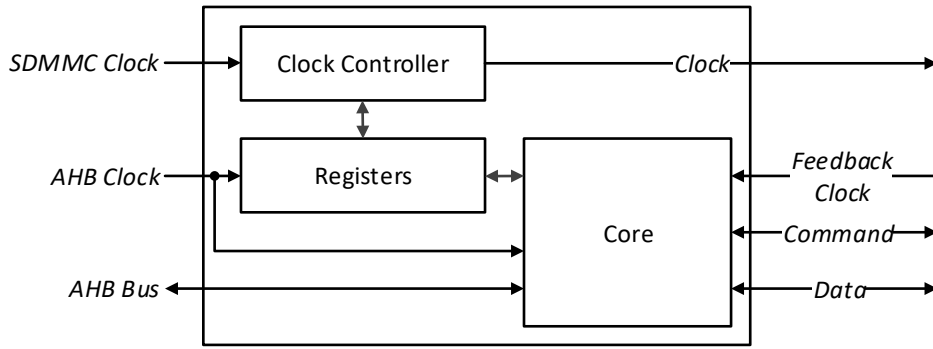 SDMMC Clock
Clock Controller
Clock
AHB Clock
Registers
Feedback
Clock
Core
Command
AHB Bus
Data